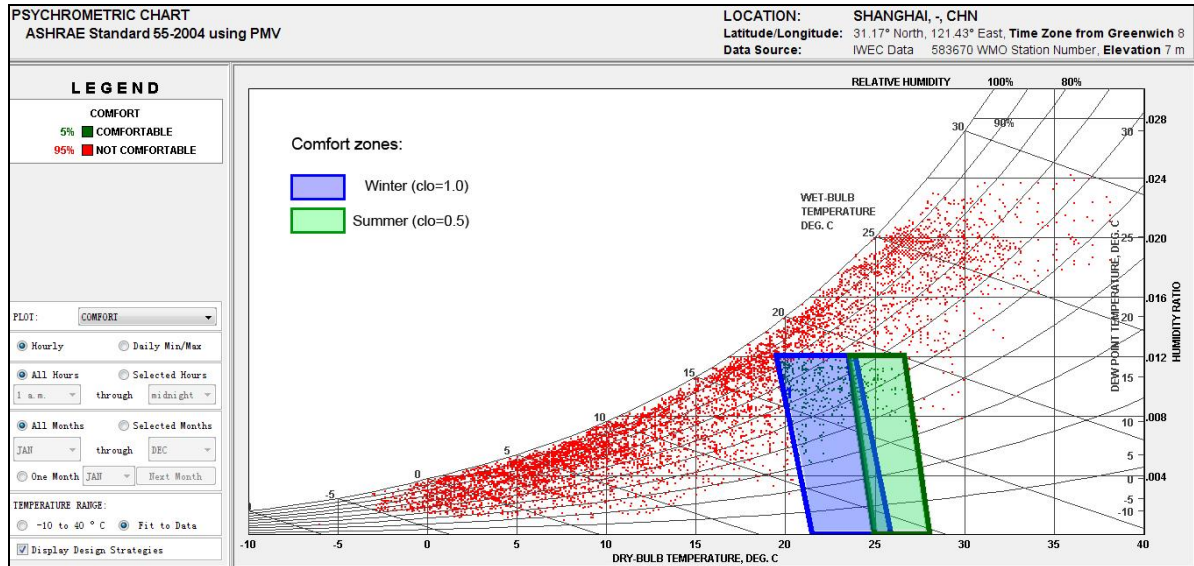 PSYCHROMETRIC CHART
ASHRAE Standard 55-2004 using PMV
LOCATION: SHANGHAI, -, CHN
Latitude/Longitude: 31.17° North, 121.43° East, Time Zone from Greenwich 8
Data Source: IWEC Data 583670 WMO Station Number, Elevation 7 m
LEGEND
COMFORT
5% COMFORTABLE
95% NOT COMFORTABLE
PLOT: COMFORT
Hourly Daily Min/Max
All Hours Selected Hours
1 a.m. through midnight
All Months Selected Months
JAN through DEC
One Month JAN Next Month
TEMPERATURE RANGE:
-10 to 40 ° C Fit to Data
Display Design Strategies
RELATIVE HUMIDITY 100% 80%
90%
Comfort zones:
Winter (clo=1.0)
Summer (clo=0.5)
WET-BULB
TEMPERATURE
DEG. C
-5 0 5 10 15 20 25 30
DEW POINT TEMPERATURE, DEG. C
30
25
20
15
10
5
0
-5
-10
HUMIDITY RATIO
.028
.024
.020
.016
.012
.008
.004
-10 -5 0 5 10 15 20 25 30 35 40
DRY-BULB TEMPERATURE, DEG. C